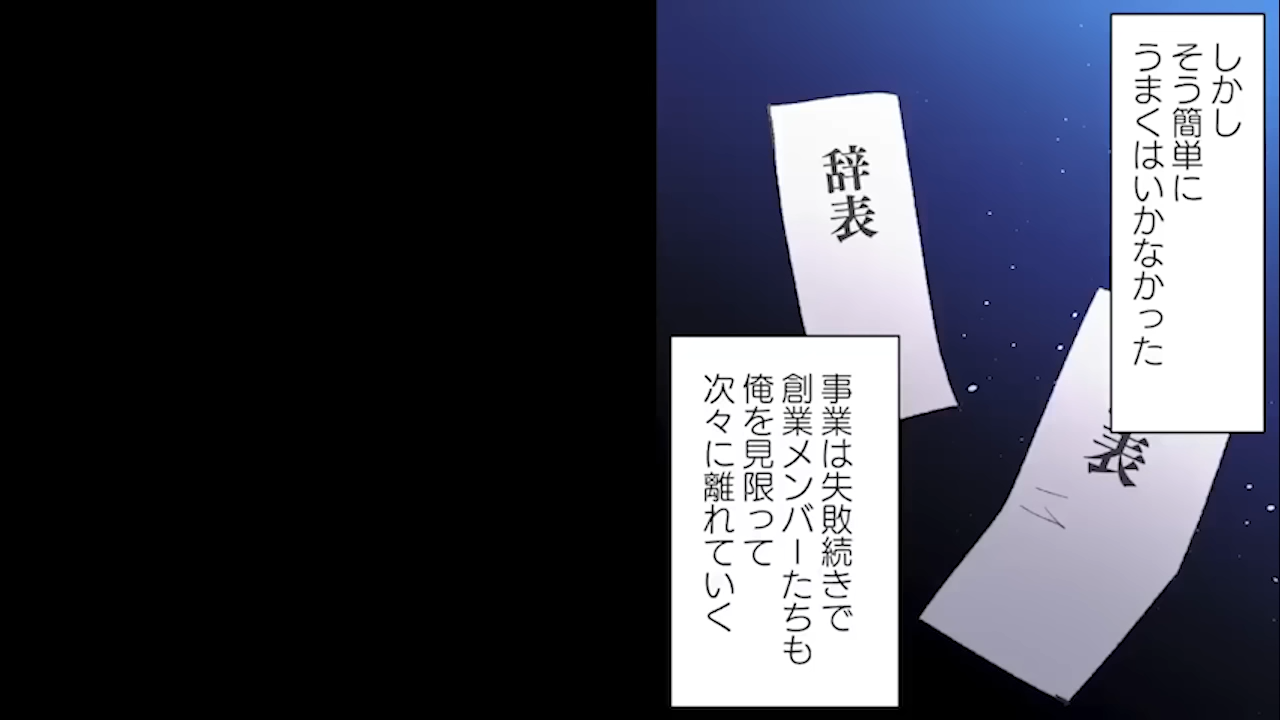 しかし
そう簡単に
うまくはいかなかった
辞表
表
事業は失敗続きで
創業メンバーたちも
俺を見限って
次々に離れていく